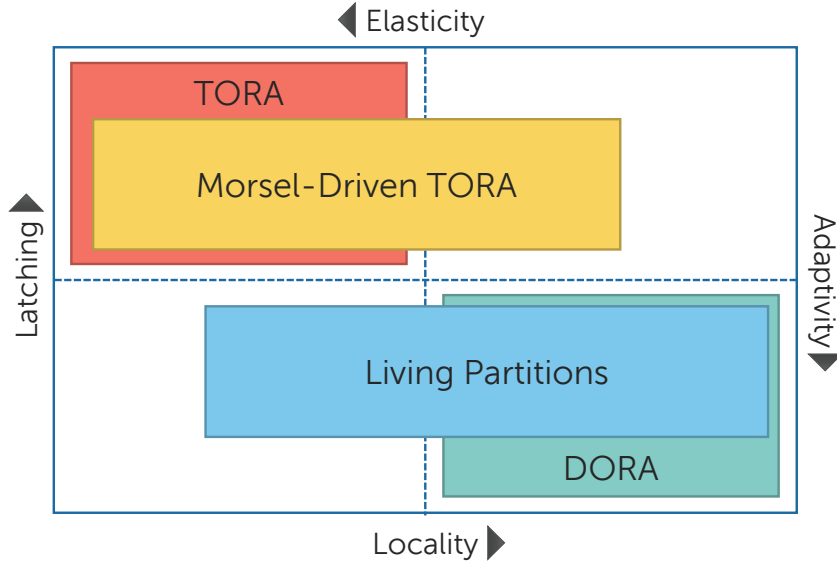 Elasticity
TORA
Morsel-Driven TORA
Latching
Adaptivity
Living Partitions
DORA
Locality